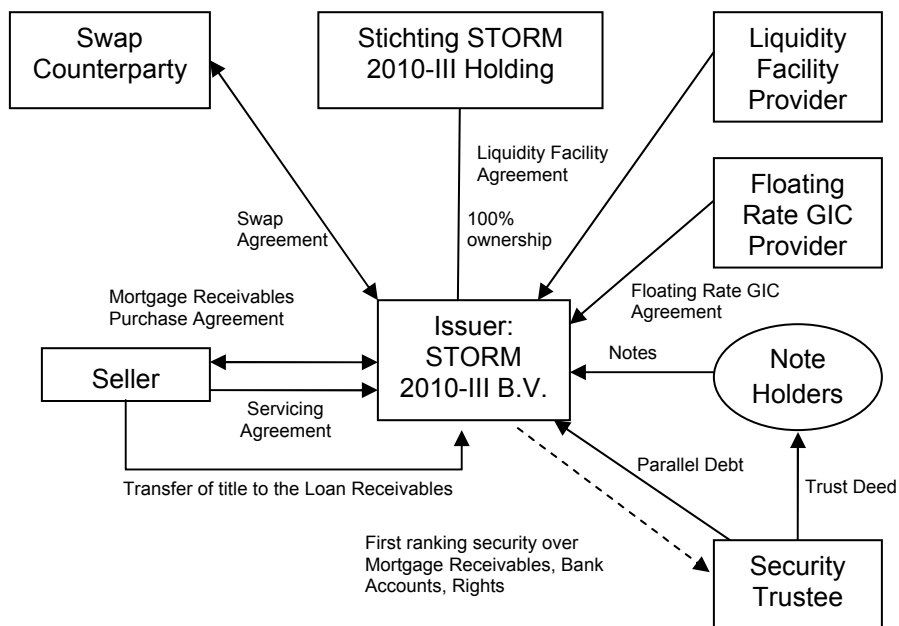 Swap
Counterparty
Stichting STORM
2010-III Holding
Liquidity
Facility
Provider
Liquidity Facility
Agreement
Floating
Rate GIC
Provider
Swap
Agreement
100%
ownership
Mortgage Receivables
Purchase Agreement
Floating Rate GIC
Agreement
Issuer:
STORM
2010-III B.V.
Seller
Notes
Note
Holders
Servicing
Agreement
Parallel Debt
Trust Deed
Transfer of title to the Loan Receivables
First ranking security over
Mortgage Receivables, Bank
Accounts, Rights
Security
Trustee